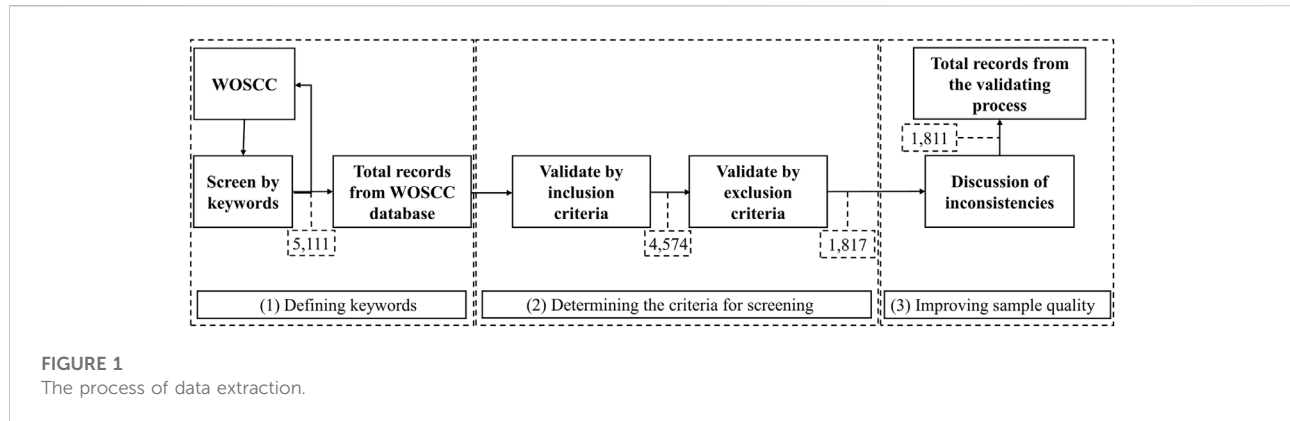 WOSCC
Screen by
keywords
5,111
Total records
from WOSCC
database
(1) Defining keywords
Validate by
inclusion
criteria
4,574
Validate by
exclusion
criteria
1,817
(2) Determining the criteria for screening
Total records from
the validating
process
1,811
Discussion of
inconsistencies
(3) Improving sample quality
FIGURE 1
The process of data extraction.